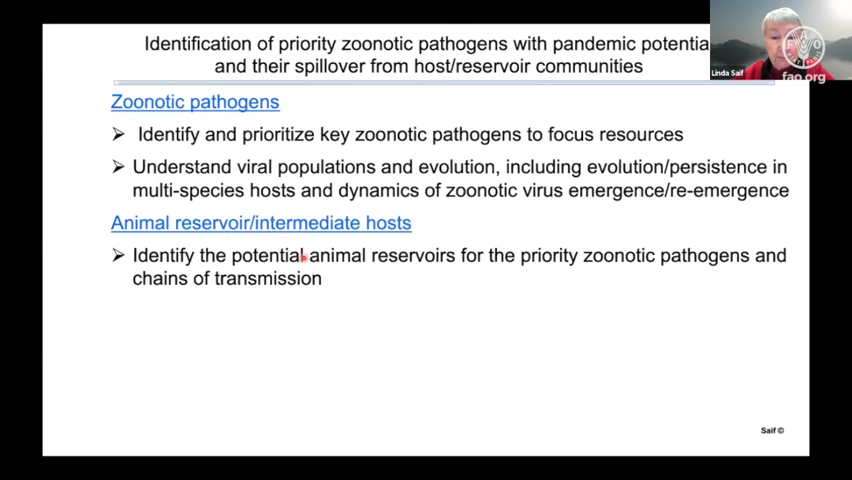 Identification of priority zoonotic pathogens with pandemic potentia
and their spillover from host/reservoir communities
Linda Saif
FAO
FIAT PANIS
fao.org
Zoonotic pathogens
➢ Identify and prioritize key zoonotic pathogens to focus resources
➢ Understand viral populations and evolution, including evolution/persistence in
multi-species hosts and dynamics of zoonotic virus emergence/re-emergence
Animal reservoir/intermediate hosts
➢ Identify the potential animal reservoirs for the priority zoonotic pathogens and
chains of transmission
Saif ©